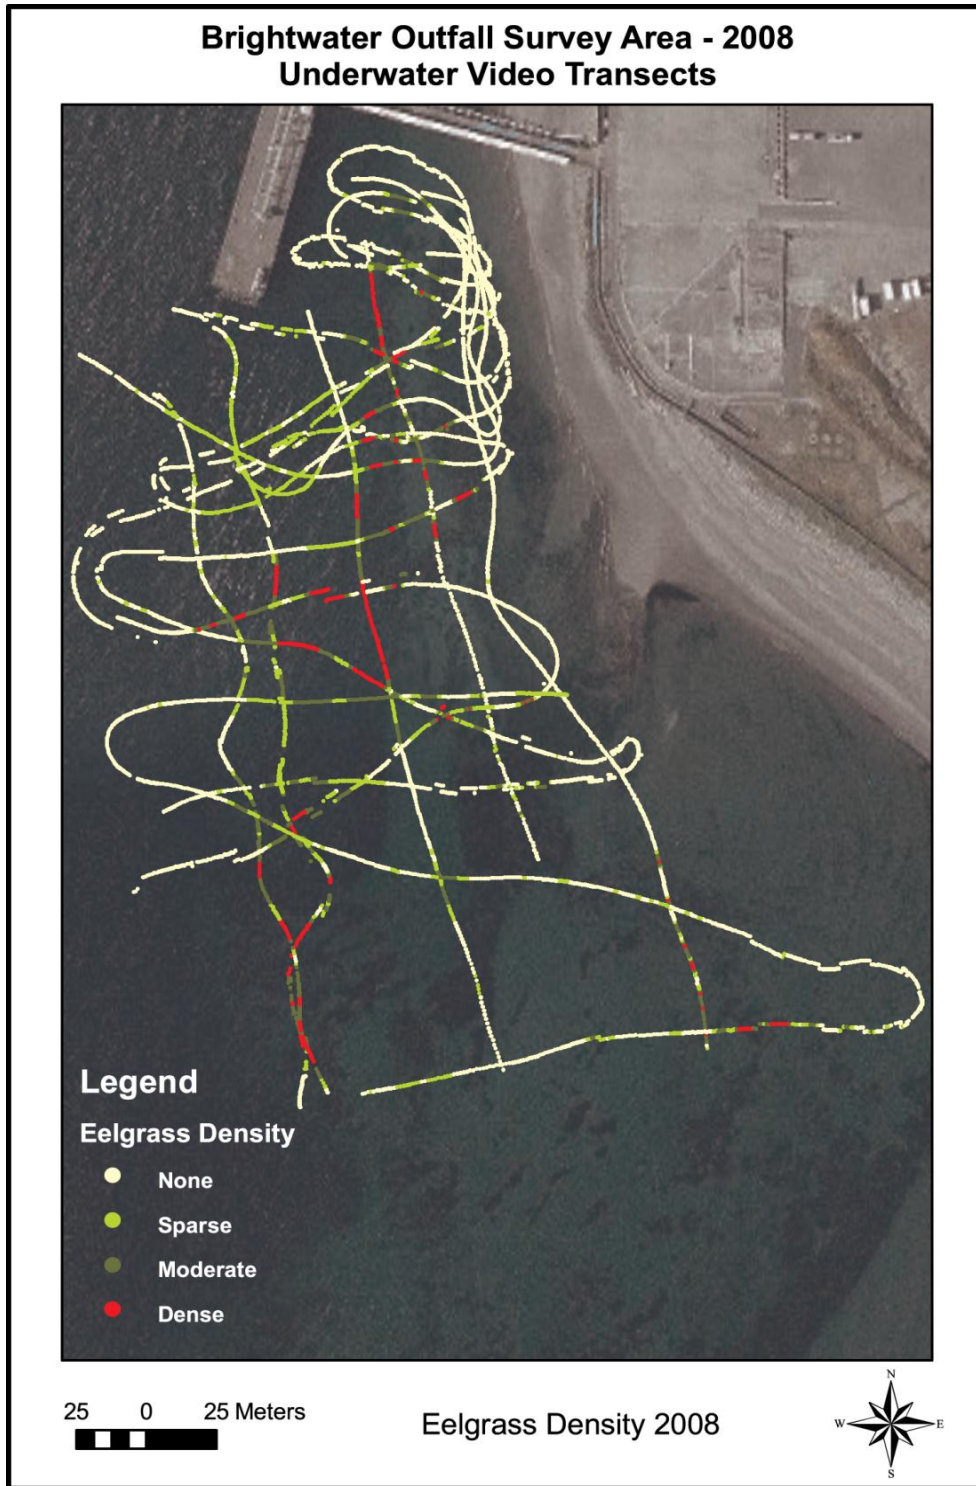 Brightwater Outfall Survey Area - 2008
Underwater Video Transects
Legend
Eelgrass Density
None
Sparse
Moderate
Dense
25 0 25 Meters
Eelgrass Density 2008
N
W E
S